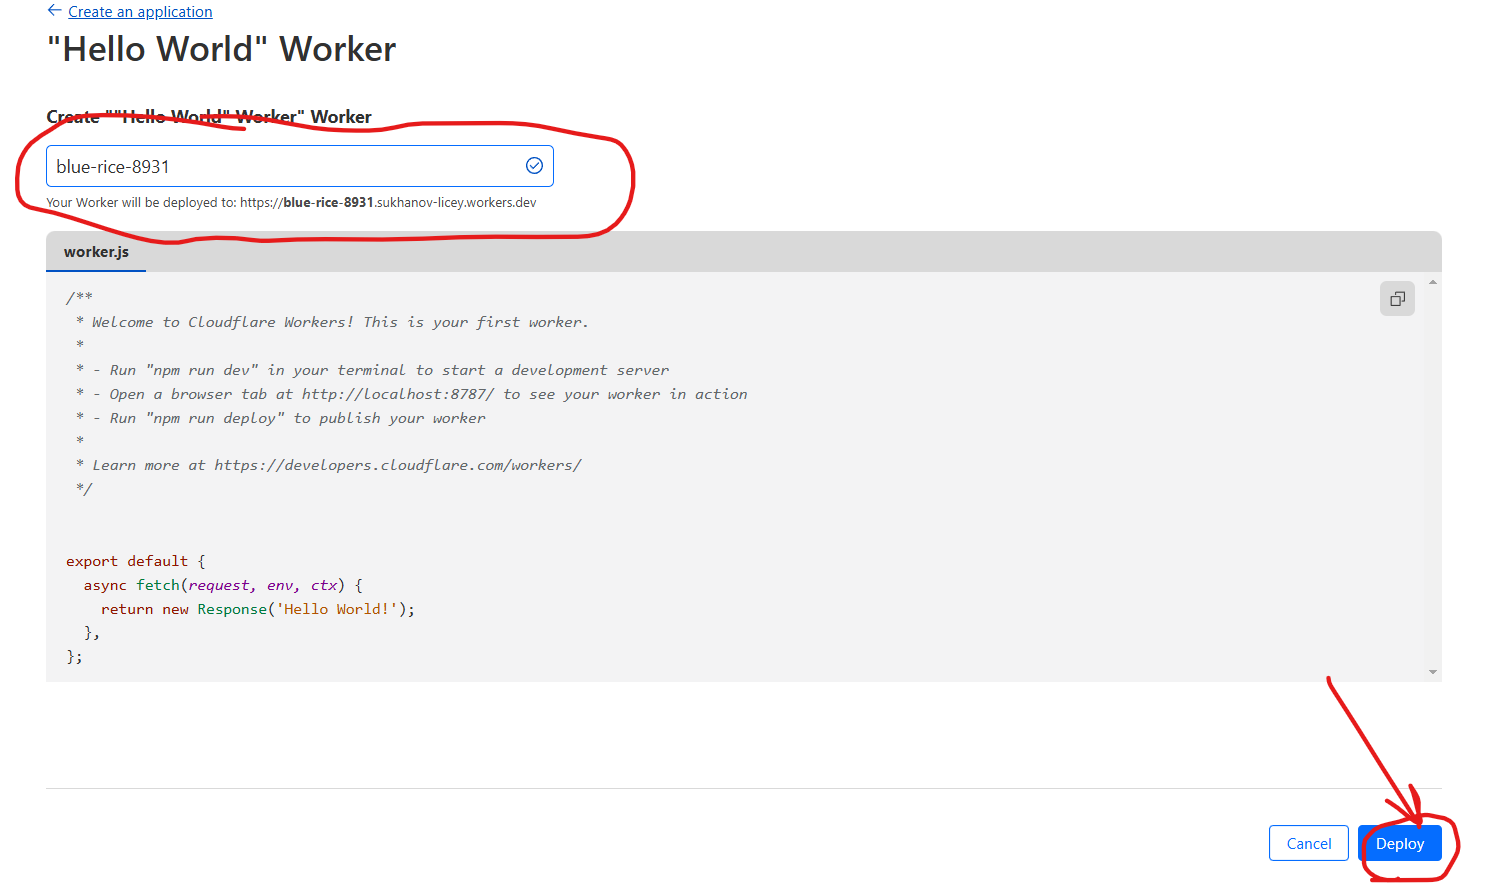 ← Create an application
"Hello World" Worker
Create ""Hello World" Worker" Worker
blue-rice-8931
Your Worker will be deployed to: https://blue-rice-8931.sukhanov-licey.workers.dev
worker.js
/**
 * Welcome to Cloudflare Workers! This is your first worker.
 *
 * - Run "npm run dev" in your terminal to start a development server
 * - Open a browser tab at http://localhost:8787/ to see your worker in action
 * - Run "npm run deploy" to publish your worker
 *
 * Learn more at https://developers.cloudflare.com/workers/
 */
export default {
  async fetch(request, env, ctx) {
    return new Response('Hello World!');
  },
};
Cancel
Deploy